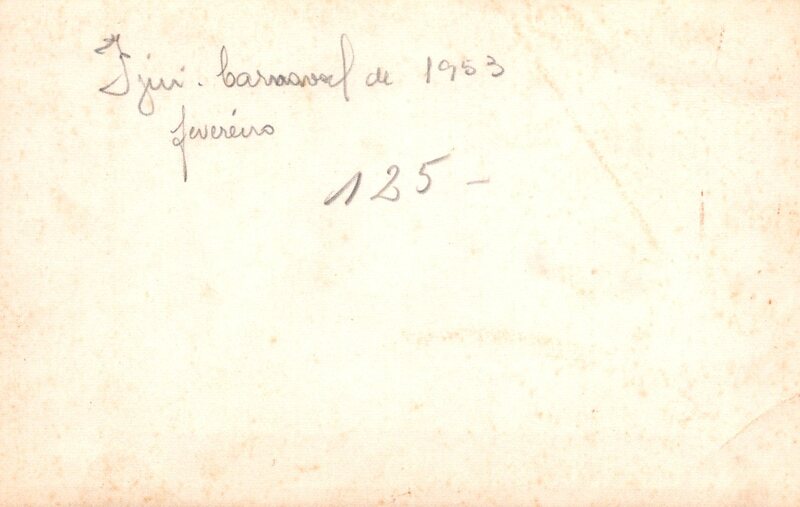 Ijui. Carnaval de 1953
fevereiro
125 -